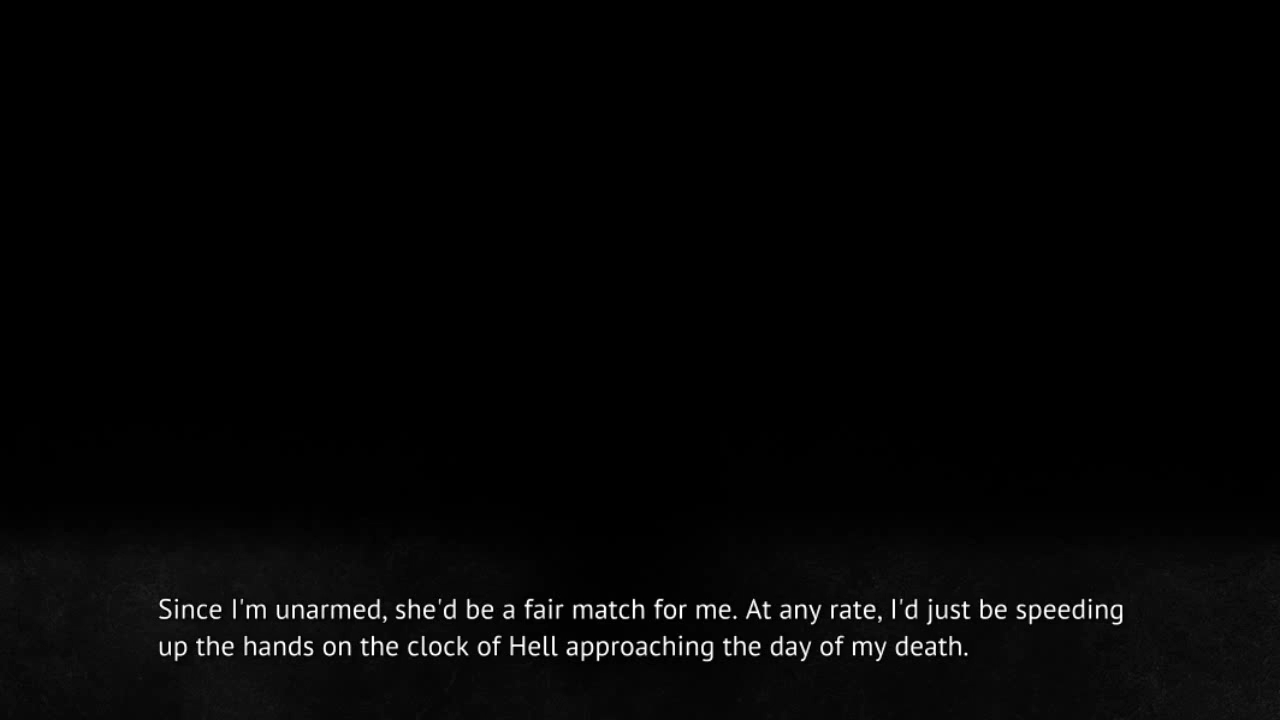 Since I'm unarmed, she'd be a fair match for me. At any rate, I'd just be speeding
up the hands on the clock of Hell approaching the day of my death.